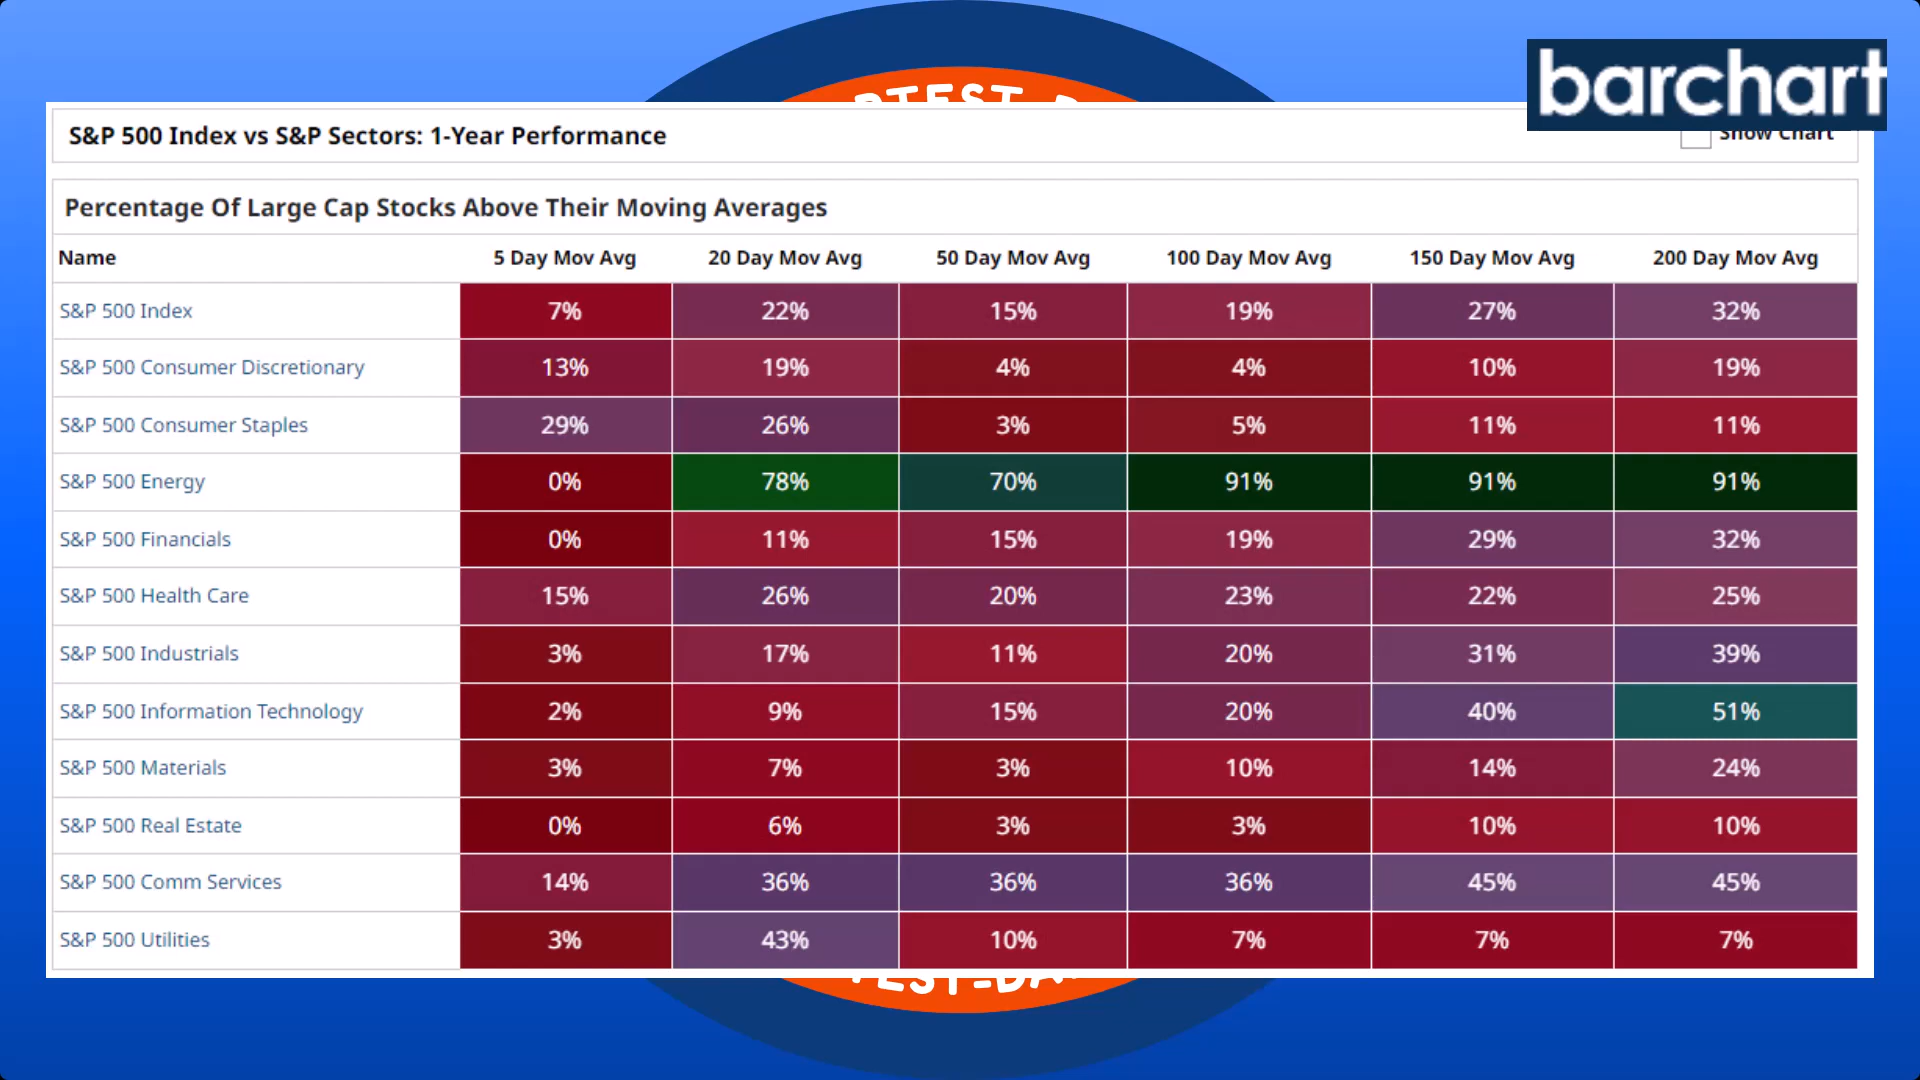 barchart
S&P 500 Index vs S&P Sectors: 1-Year Performance
Show Chart
Percentage Of Large Cap Stocks Above Their Moving Averages
Name 5 Day Mov Avg 20 Day Mov Avg 50 Day Mov Avg 100 Day Mov Avg 150 Day Mov Avg 200 Day Mov Avg
S&P 500 Index 7% 22% 15% 19% 27% 32%
S&P 500 Consumer Discretionary 13% 19% 4% 4% 10% 19%
S&P 500 Consumer Staples 29% 26% 3% 5% 11% 11%
S&P 500 Energy 0% 78% 70% 91% 91% 91%
S&P 500 Financials 0% 11% 15% 19% 29% 32%
S&P 500 Health Care 15% 26% 20% 23% 22% 25%
S&P 500 Industrials 3% 17% 11% 20% 31% 39%
S&P 500 Information Technology 2% 9% 15% 20% 40% 51%
S&P 500 Materials 3% 7% 3% 10% 14% 24%
S&P 500 Real Estate 0% 6% 3% 3% 10% 10%
S&P 500 Comm Services 14% 36% 36% 36% 45% 45%
S&P 500 Utilities 3% 43% 10% 7% 7% 7%